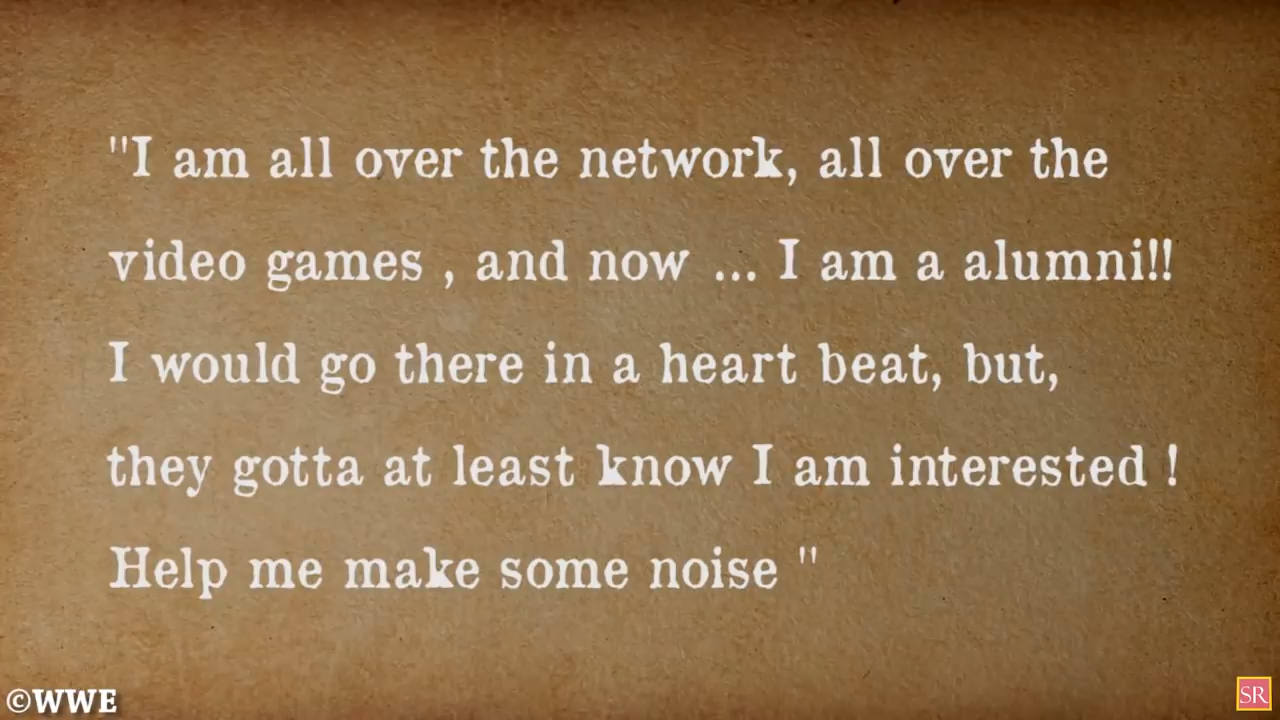 "I am all over the network, all over the
video games , and now ... I am a alumni!!
I would go there in a heart beat, but,
they gotta at least know I am interested !
Help me make some noise "
©WWE
SR